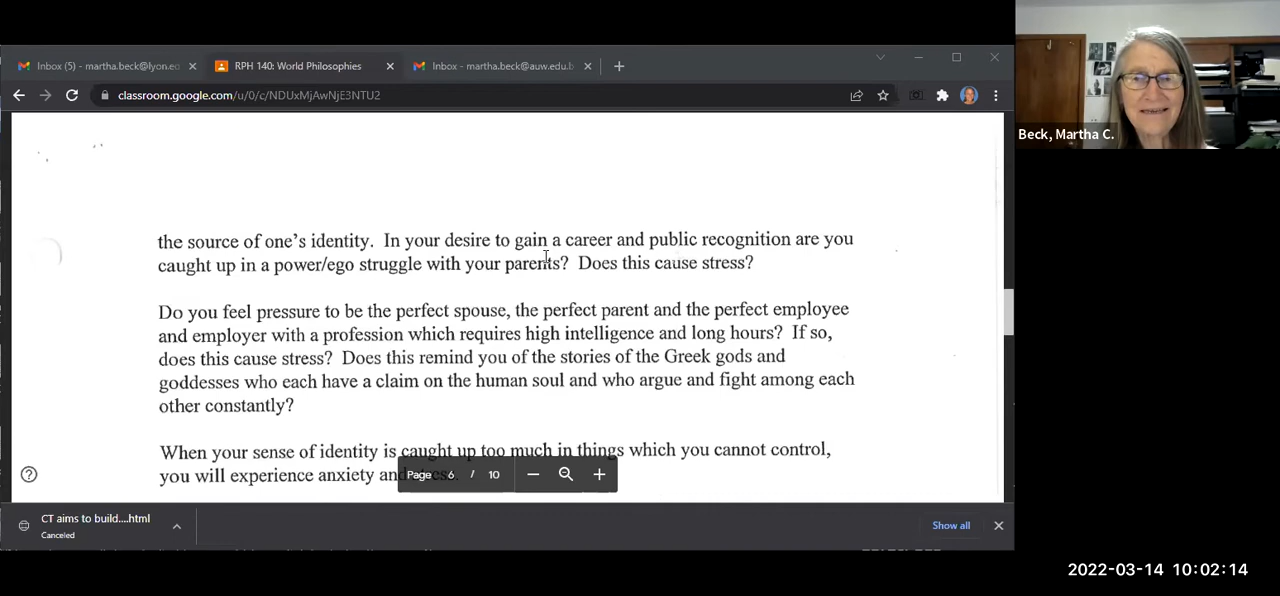 Inbox (5) - martha.beck@lyon.ed
RPH 140: World Philosophies
Inbox - martha.beck@auw.edu.b
classroom.google.com/u/0/c/NDUxMjAwNjE3NTU2
Beck, Martha C.
the source of one's identity. In your desire to gain a career and public recognition are you
caught up in a power/ego struggle with your parents? Does this cause stress?
Do you feel pressure to be the perfect spouse, the perfect parent and the perfect employee
and employer with a profession which requires high intelligence and long hours? If so,
does this cause stress? Does this remind you of the stories of the Greek gods and
goddesses who each have a claim on the human soul and who argue and fight among each
other constantly?
When your sense of identity is caught up too much in things which you cannot control,
you will experience anxiety and
Page 6 / 10
CT aims to build....html
Canceled
Show all
2022-03-14 10:02:14